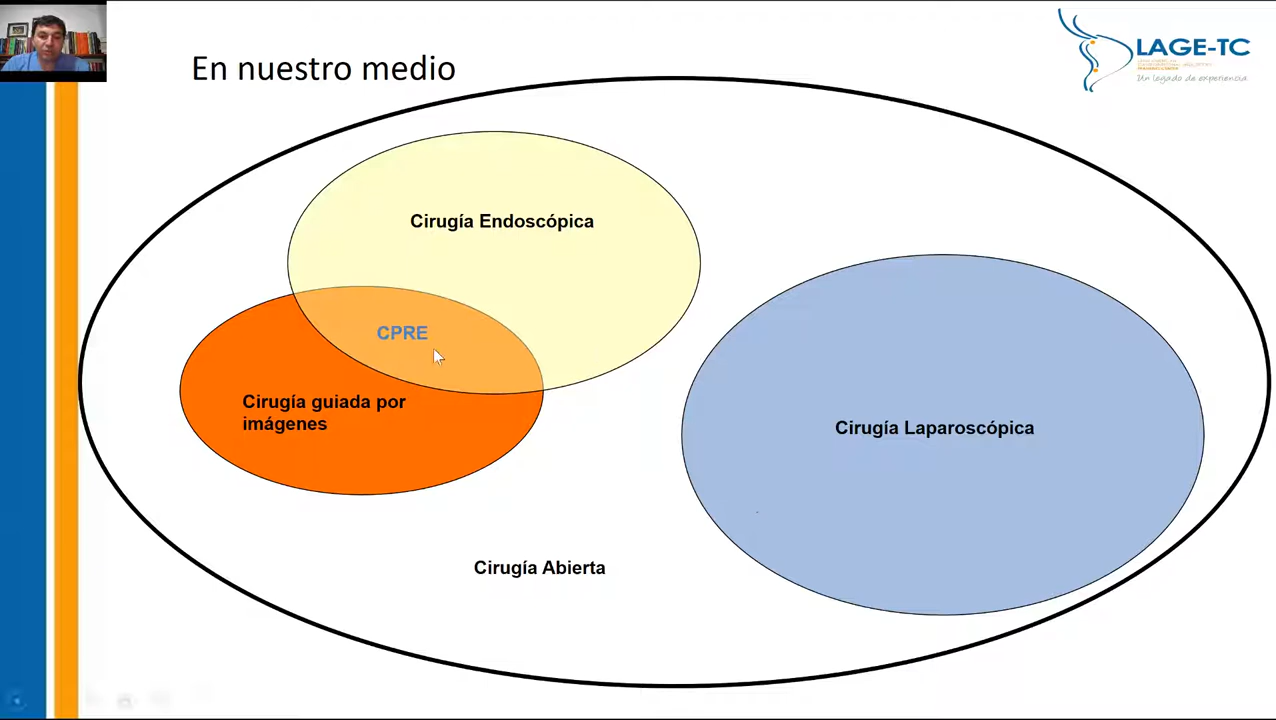 En nuestro medio
LAGE-TC
Un legado de experiencia
Cirugía Endoscópica
CPRE
Cirugía guiada por
imágenes
Cirugía Laparoscópica
Cirugía Abierta